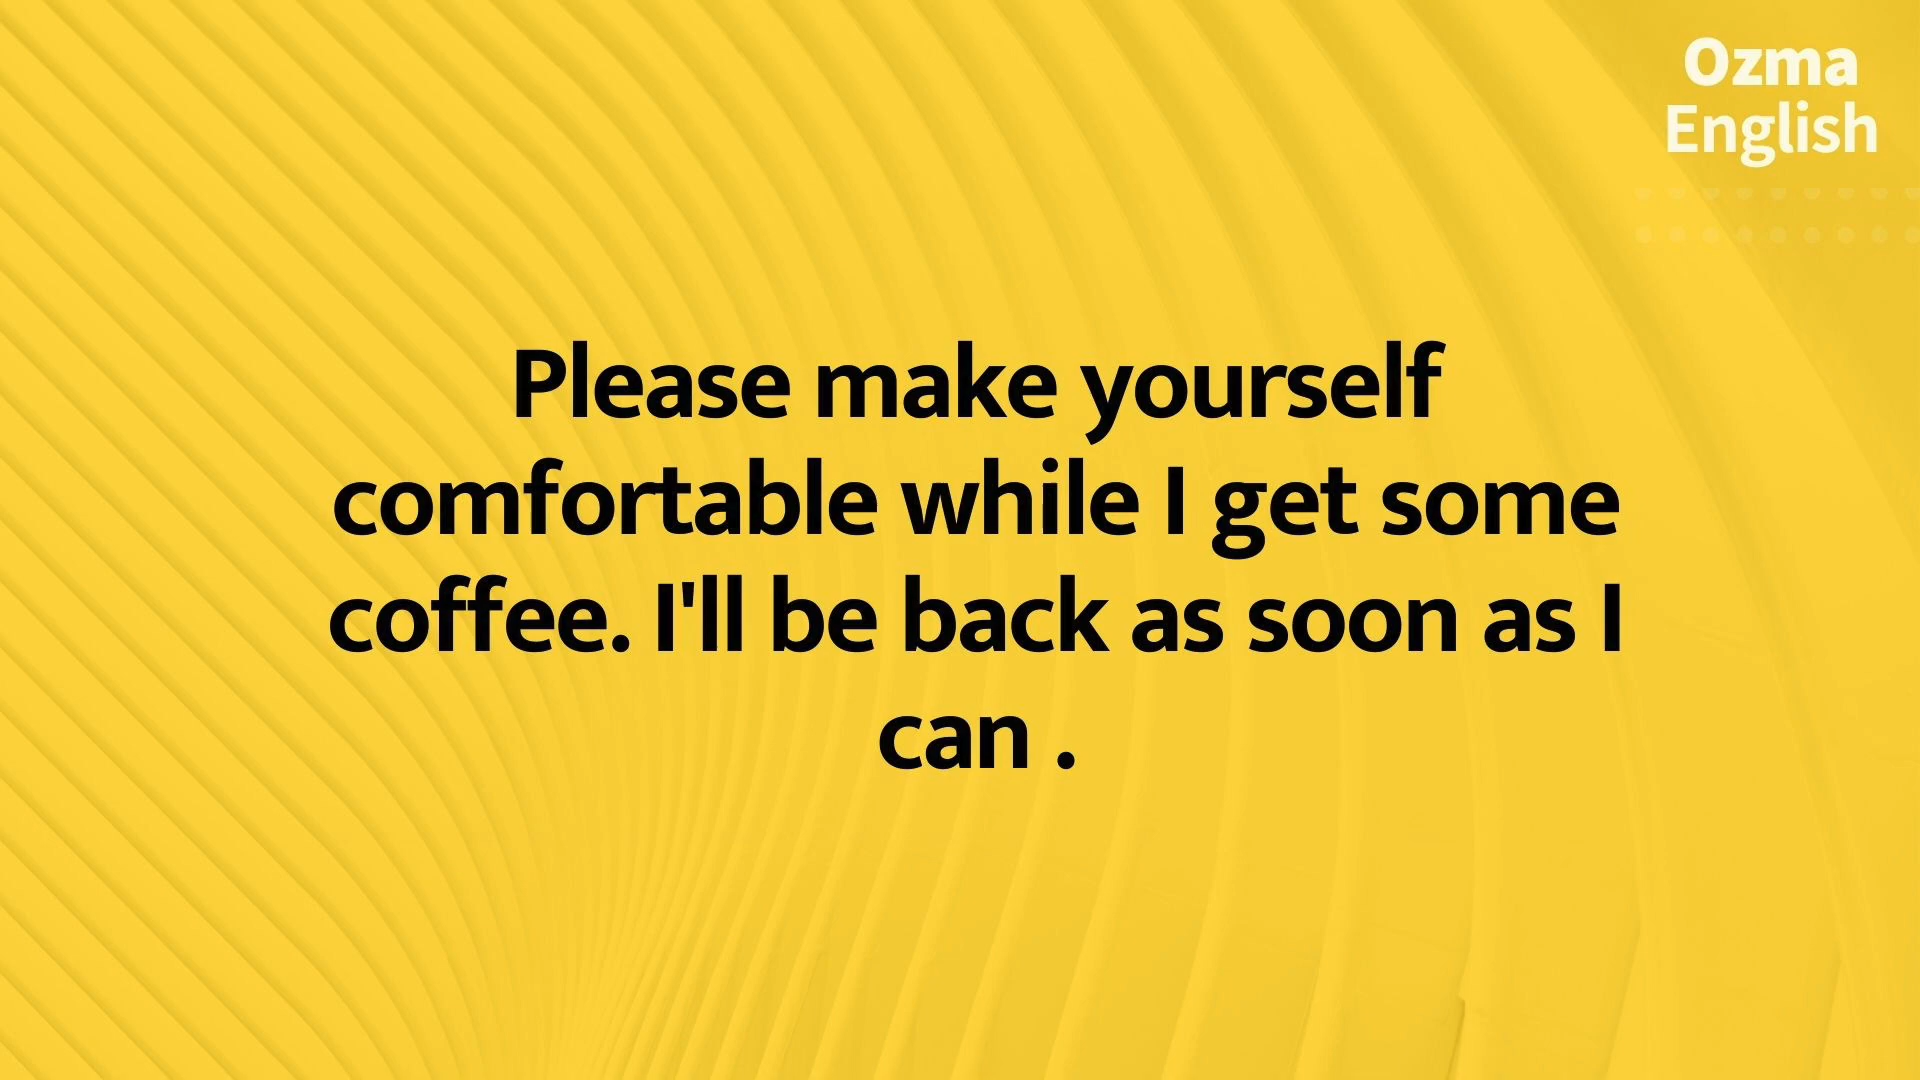 Ozma
English
Please make yourself
comfortable while I get some
coffee. I'll be back as soon as I
can .